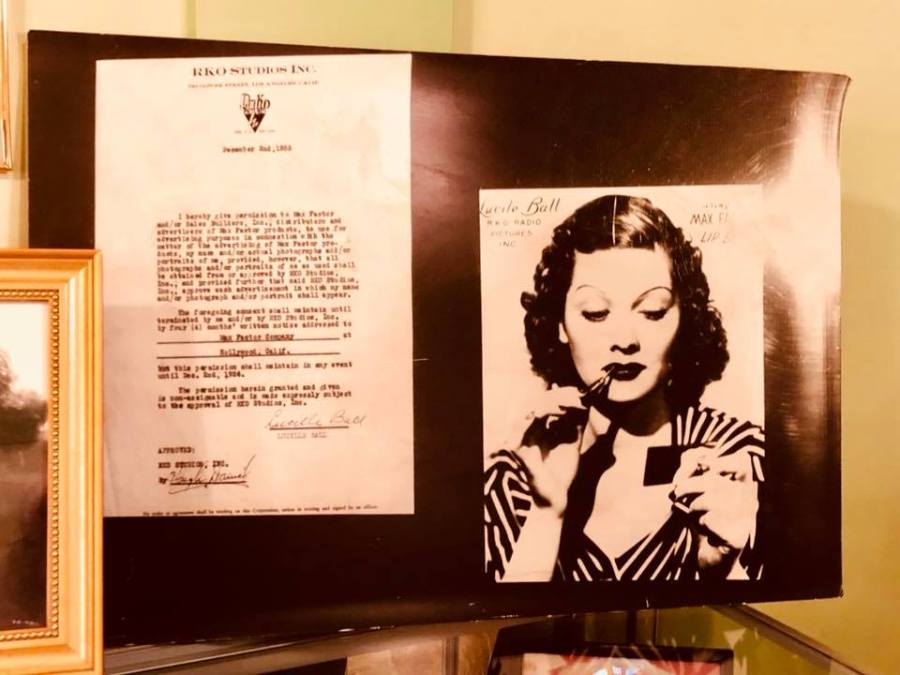 RKO STUDIOS INC.
Radio
December 2nd, 1935
I hereby give permission to Max Factor
and/or Sales Builders, Inc., distributors and
advertisers of Max Factor products, to use for
advertising purposes in connection with the
matter of the advertising of Max Factor pro-
ducts, my name and/or actual photographs and/or
portraits of me, provided, however, that all
photographs and/or portraits of me so used shall
be obtained from or approved by RKO Studios,
Inc., and provided further that said RKO Studios,
Inc., approve each advertisement in which my name
and/or photograph and/or portrait shall appear.
The foregoing consent shall maintain until
terminated by me and/or by RKO Studios, Inc.
by four (4) months' written notice addressed to
Max Factor Company at
Hollywood, Calif.
But this permission shall maintain in any event
until Dec. 2nd, 1936.
The permission herein granted and given
is non-assignable and is made expressly subject
to the approval of RKO Studios, Inc.
Lucille Ball
LUCILLE BALL
APPROVED:
RKO STUDIOS, INC.
By
Lucile Ball
RKO RADIO
PICTURES
INC.
MAX
LIP